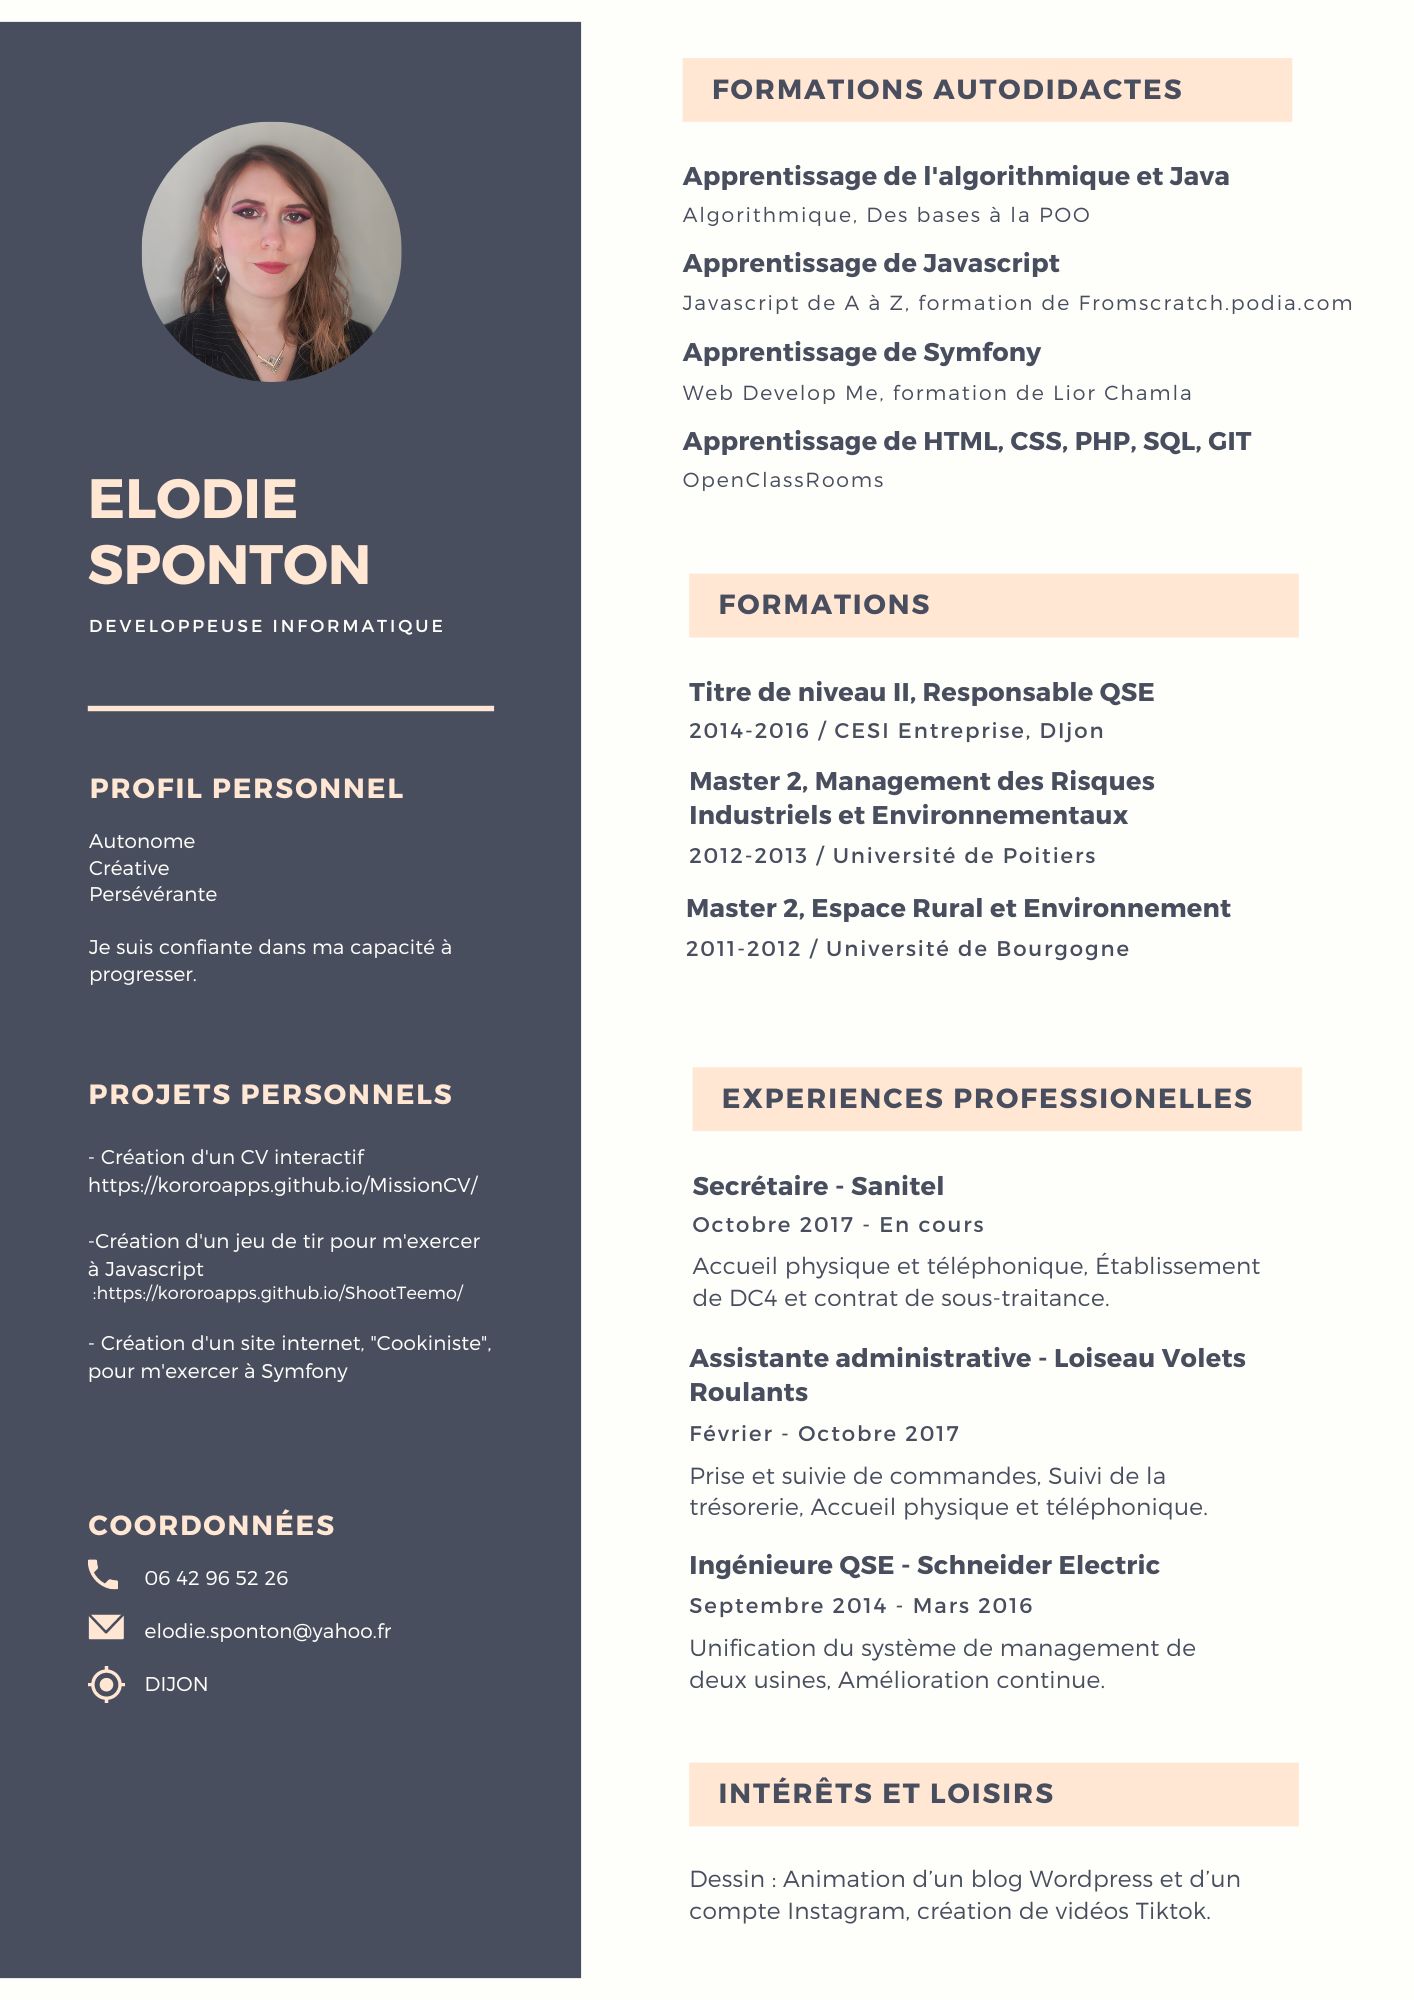 ELODIE
SPONTON
DEVELOPPEUSE INFORMATIQUE
PROFIL PERSONNEL
Autonome
Créative
Persévérante
Je suis confiante dans ma capacité à
progresser.
PROJETS PERSONNELS
- Création d'un CV interactif
https://kororoapps.github.io/MissionCV/
-Création d'un jeu de tir pour m'exercer
à Javascript
:https://kororoapps.github.io/ShootTeemo/
- Création d'un site internet, "Cookiniste",
pour m'exercer à Symfony
COORDONNÉES
06 42 96 52 26
elodie.sponton@yahoo.fr
DIJON
FORMATIONS AUTODIDACTES
Apprentissage de l'algorithmique et Java
Algorithmique, Des bases à la POO
Apprentissage de Javascript
Javascript de A à Z, formation de Fromscratch.podia.com
Apprentissage de Symfony
Web Develop Me, formation de Lior Chamla
Apprentissage de HTML, CSS, PHP, SQL, GIT
OpenClassRooms
FORMATIONS
Titre de niveau II, Responsable QSE
2014-2016 / CESI Entreprise, DIjon
Master 2, Management des Risques
Industriels et Environnementaux
2012-2013 / Université de Poitiers
Master 2, Espace Rural et Environnement
2011-2012 / Université de Bourgogne
EXPERIENCES PROFESSIONELLES
Secrétaire - Sanitel
Octobre 2017 - En cours
Accueil physique et téléphonique, Établissement
de DC4 et contrat de sous-traitance.
Assistante administrative - Loiseau Volets
Roulants
Février - Octobre 2017
Prise et suivie de commandes, Suivi de la
trésorerie, Accueil physique et téléphonique.
Ingénieure QSE - Schneider Electric
Septembre 2014 - Mars 2016
Unification du système de management de
deux usines, Amélioration continue.
INTÉRÊTS ET LOISIRS
Dessin : Animation d’un blog Wordpress et d’un
compte Instagram, création de vidéos Tiktok.